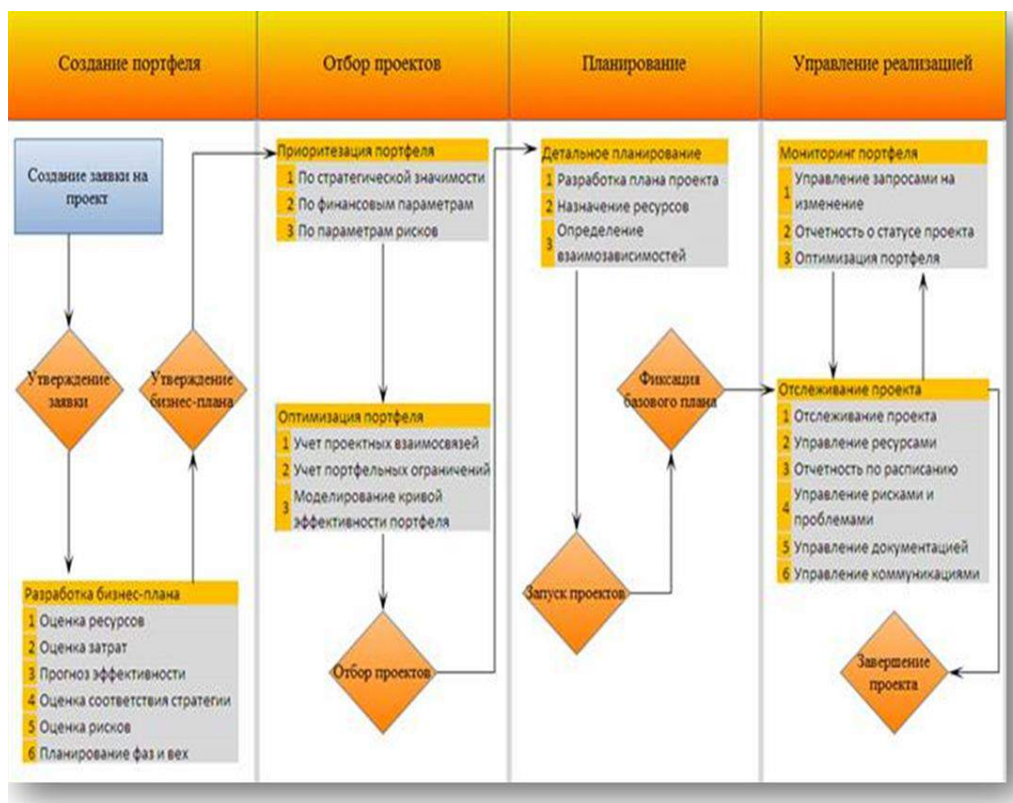 Создание портфеля
Отбор проектов
Планирование
Управление реализацией
Создание заявки на
проект
Утверждение
заявки
Утверждение
бизнес-плана
Разработка бизнес-плана
1 Оценка ресурсов
2 Оценка затрат
3 Прогноз эффективности
4 Оценка соответствия стратегии
5 Оценка рисков
6 Планирование фаз и вех
Приоритезация портфеля
1 По стратегической значимости
2 По финансовым параметрам
3 По параметрам рисков
Оптимизация портфеля
1 Учет проектных взаимосвязей
2 Учет портфельных ограничений
3 Моделирование кривой
эффективности портфеля
Отбор проектов
Детальное планирование
1 Разработка плана проекта
2 Назначение ресурсов
3 Определение
взаимозависимостей
Запуск проектов
Фиксация
базового плана
Мониторинг портфеля
1 Управление запросами на
изменение
2 Отчетность о статусе проекта
3 Оптимизация портфеля
Отслеживание проекта
1 Отслеживание проекта
2 Управление ресурсами
3 Отчетность по расписанию
4 Управление рисками и
проблемами
5 Управление документацией
6 Управление коммуникациями
Завершение
проекта